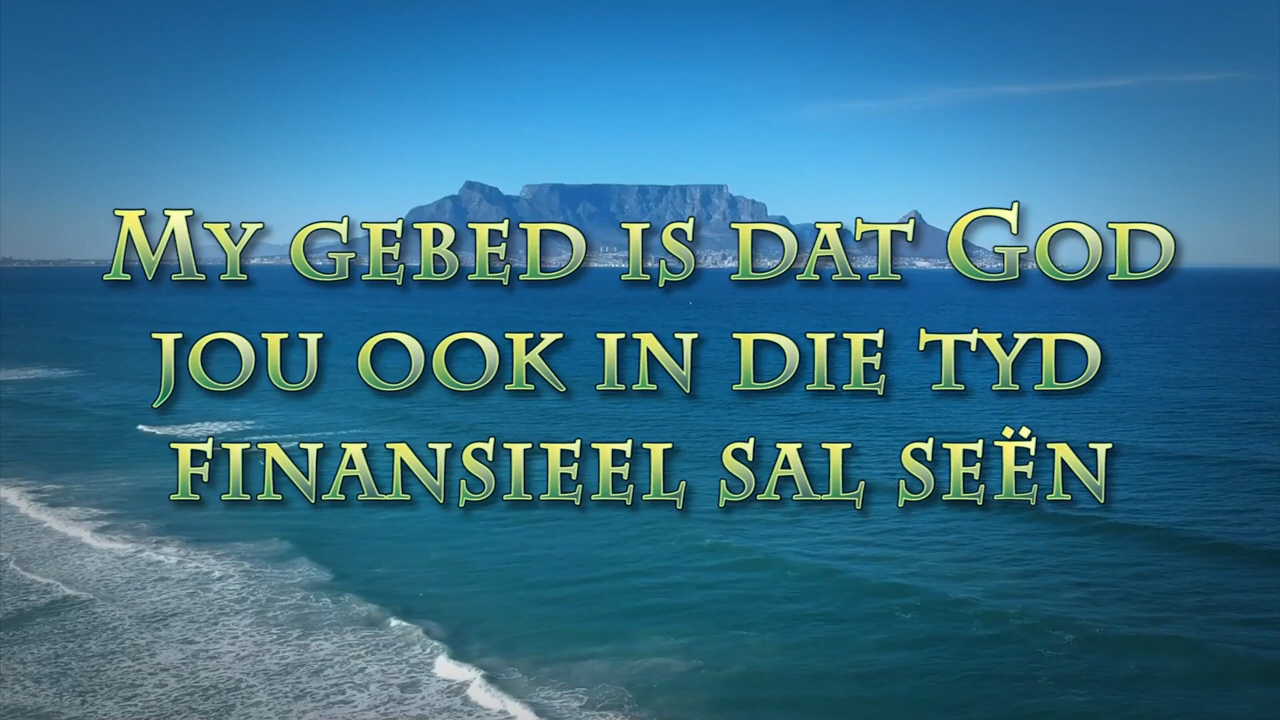 My gebed is dat God
jou ook in die tyd
finansieel sal seën